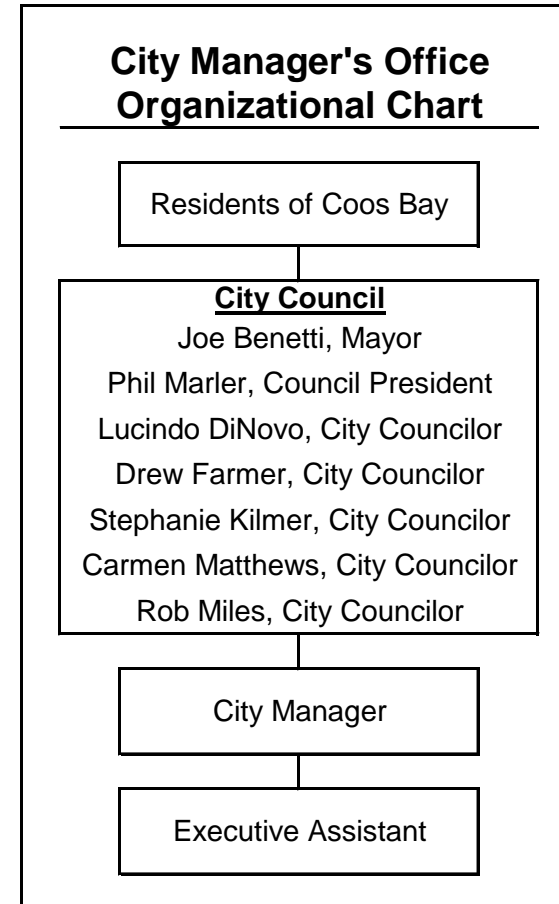 City Manager's Office
Organizational Chart
Residents of Coos Bay
City Council
Joe Benetti, Mayor
Phil Marler, Council President
Lucindo DiNovo, City Councilor
Drew Farmer, City Councilor
Stephanie Kilmer, City Councilor
Carmen Matthews, City Councilor
Rob Miles, City Councilor
City Manager
Executive Assistant